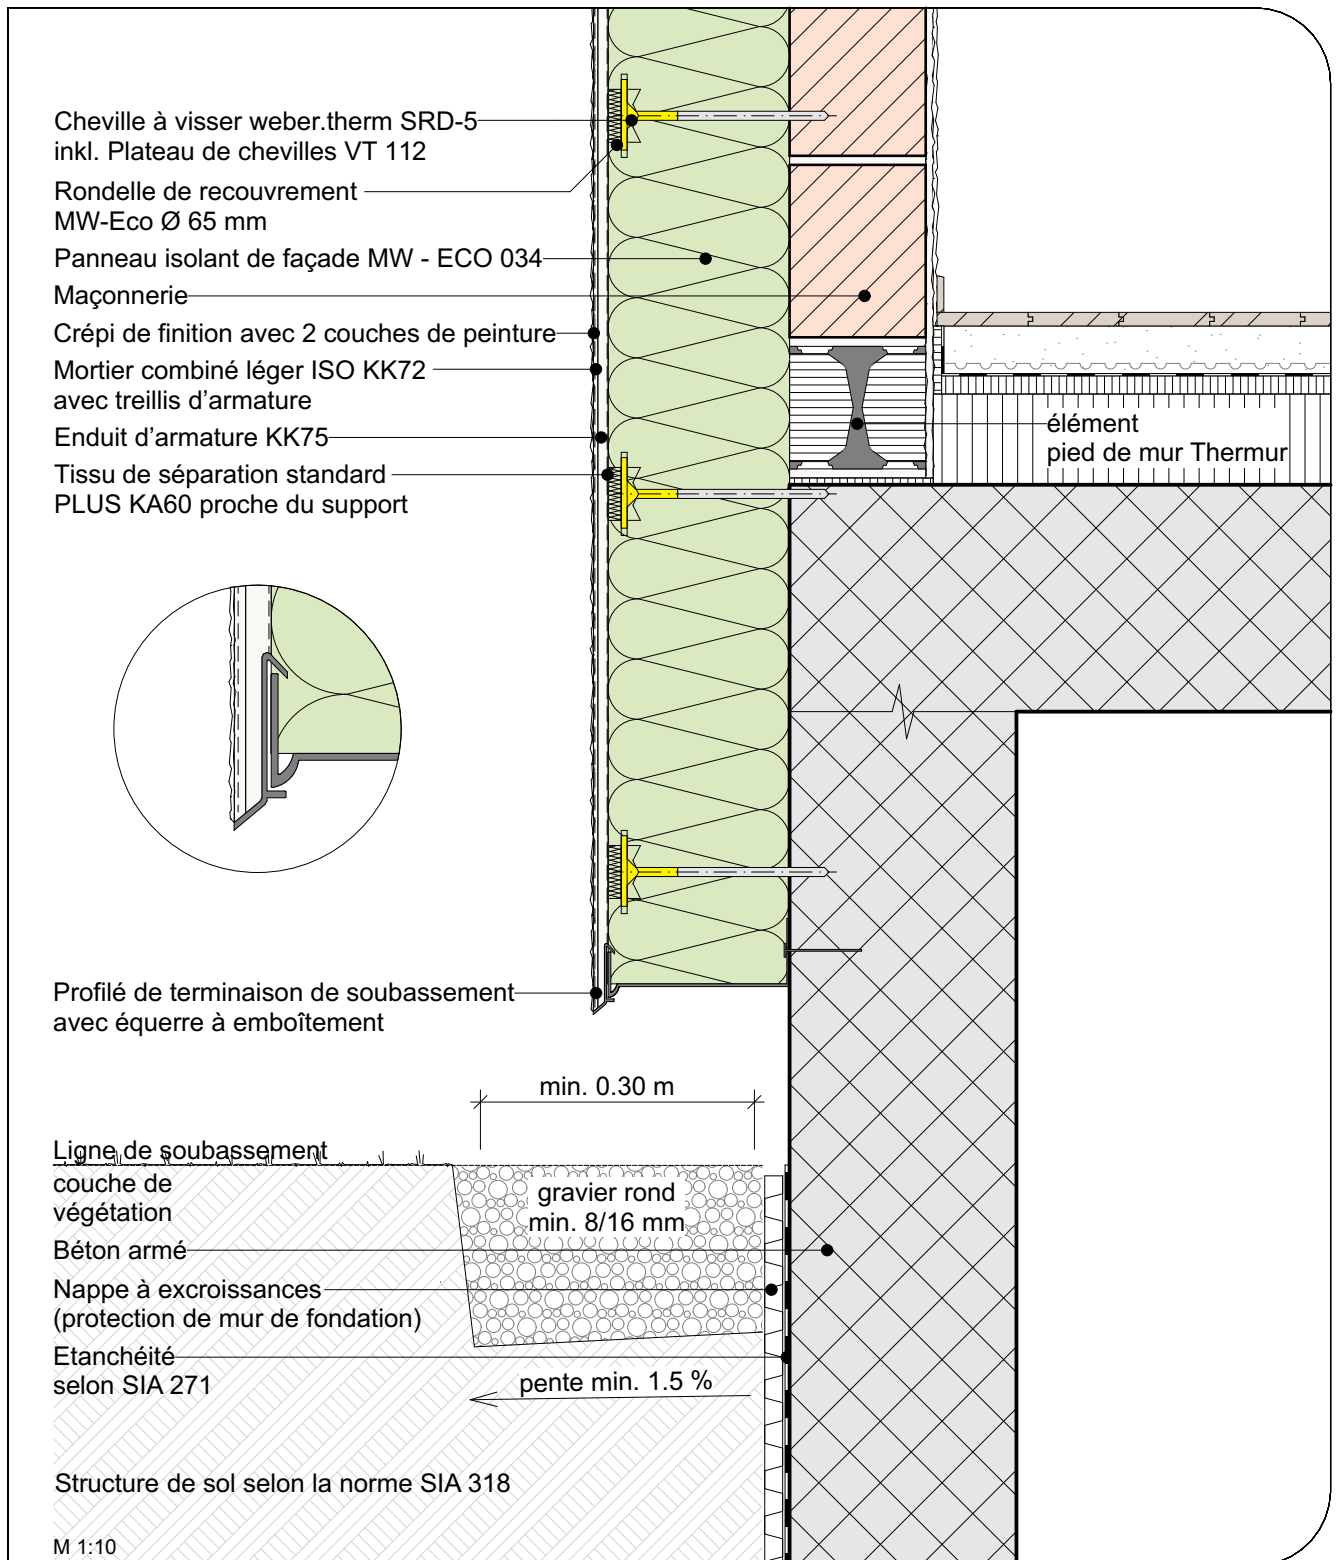 Cheville à visser weber.therm SRD-5
inkl. Plateau de chevilles VT 112
Rondelle de recouvrement
MW-Eco Ø 65 mm
Panneau isolant de façade MW - ECO 034
Maçonnerie
Crépi de finition avec 2 couches de peinture
Mortier combiné léger ISO KK72
avec treillis d’armature
Enduit d’armature KK75
Tissu de séparation standard
PLUS KA60 proche du support
élément
pied de mur Thermur
Profilé de terminaison de soubassement
avec équerre à emboîtement
min. 0.30 m
Ligne de soubassement
couche de
végétation
gravier rond
min. 8/16 mm
Béton armé
Nappe à excroissances
(protection de mur de fondation)
Etanchéité
selon SIA 271
pente min. 1.5 %
Structure de sol selon la norme SIA 318
M 1:10